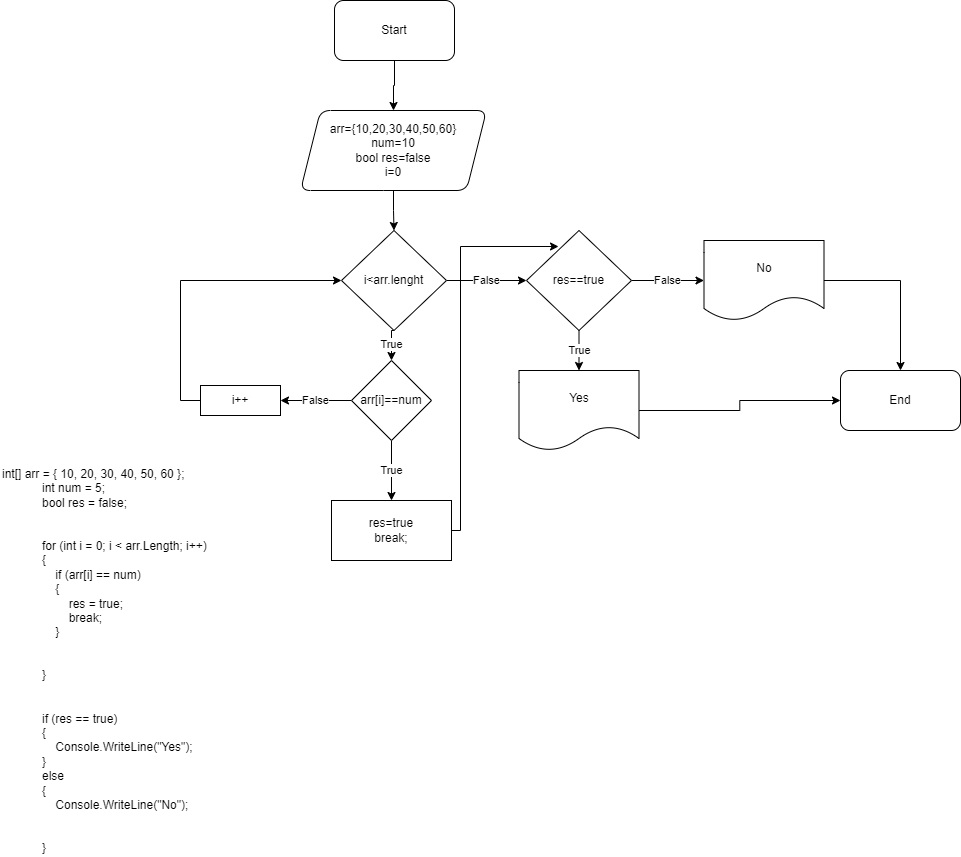 Start
arr={10,20,30,40,50,60}
num=10
bool res=false
i=0
i<arr.lenght
False
res==true
False
No
True
True
i++
False
arr[i]==num
Yes
End
True
res=true
break;
int[] arr = { 10, 20, 30, 40, 50, 60 };
int num = 5;
bool res = false;
for (int i = 0; i < arr.Length; i++)
{
if (arr[i] == num)
{
res = true;
break;
}
}
if (res == true)
{
Console.WriteLine("Yes");
}
else
{
Console.WriteLine("No");
}